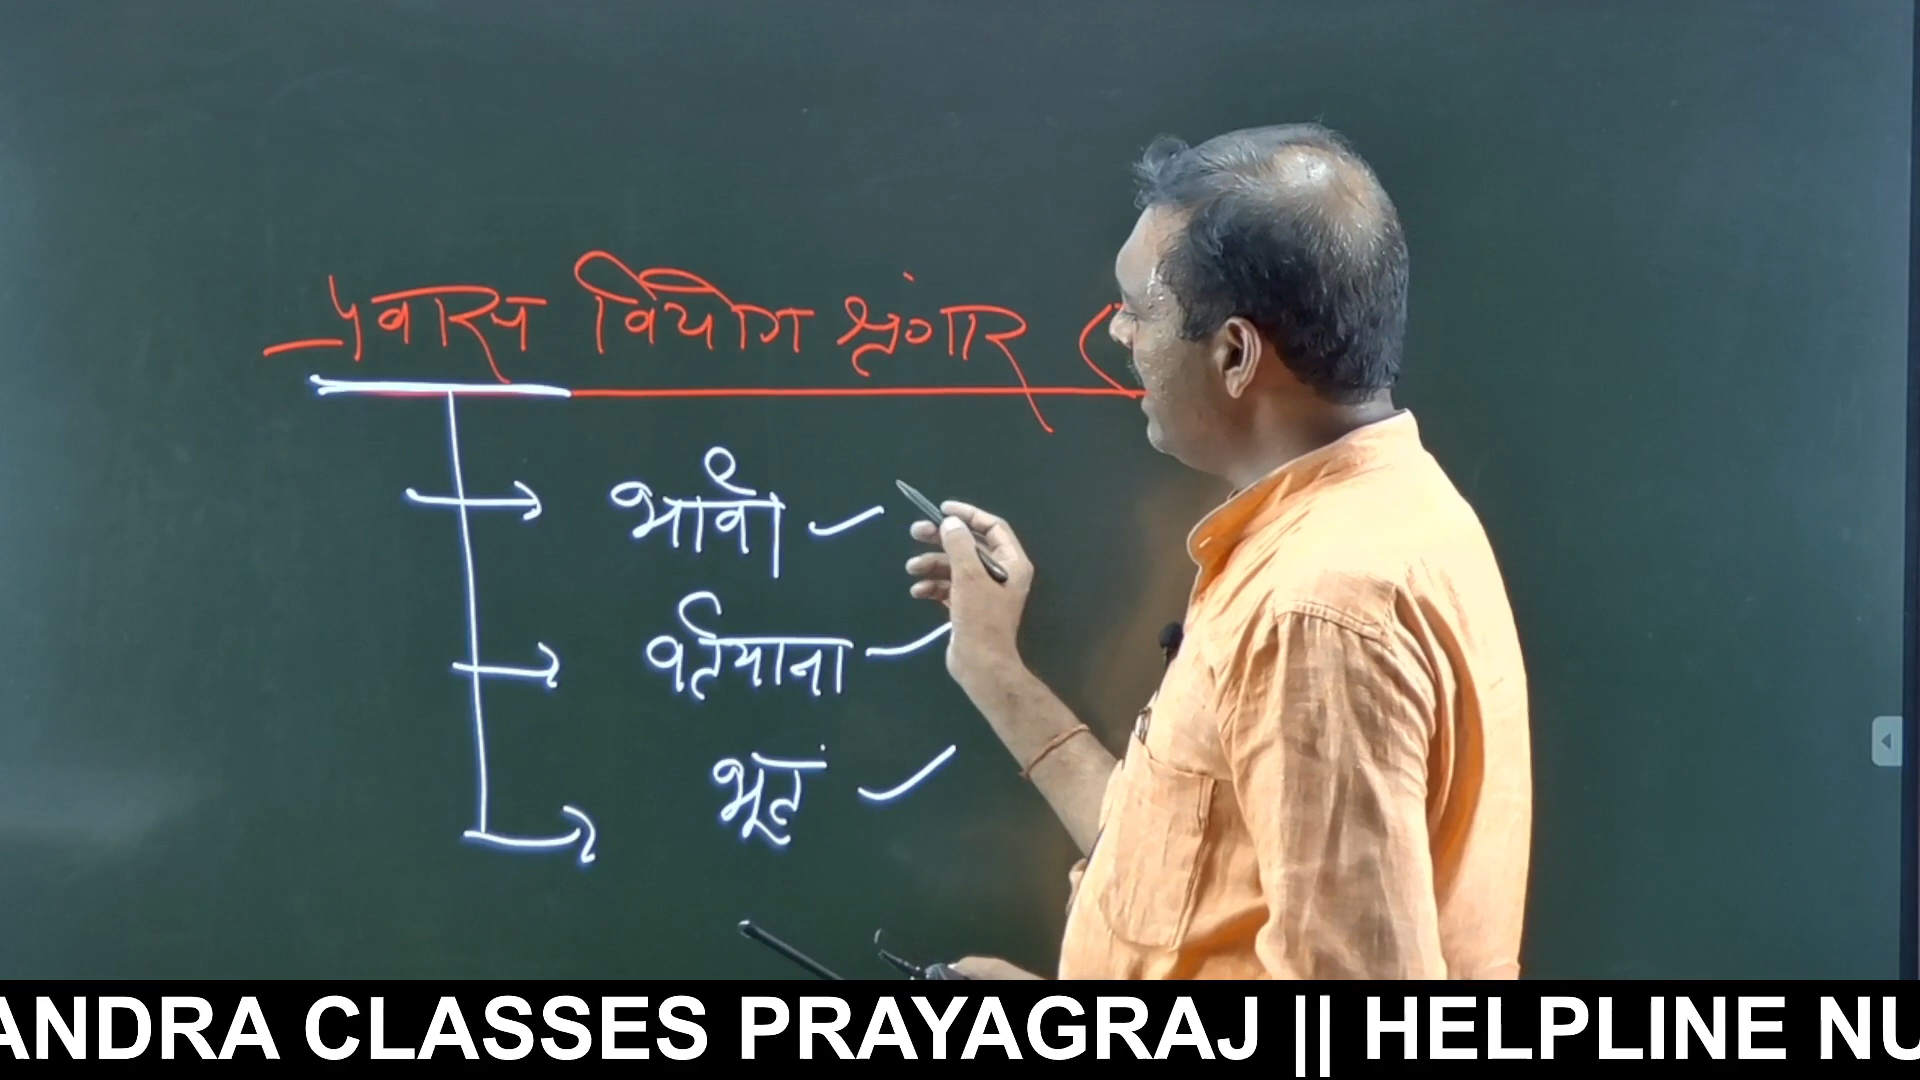 प्रवास वियोग श्रृंगार (
भावी
वर्तमान
भूत
ANDRA CLASSES PRAYAGRAJ || HELPLINE NU